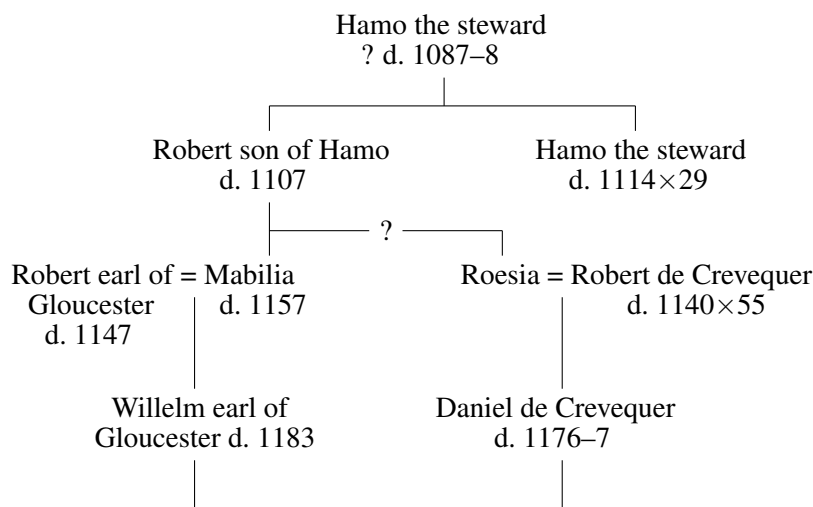 Hamo the steward
? d. 1087–8
Robert son of Hamo
d. 1107
Hamo the steward
d. 1114×29
?
Robert earl of = Mabilia
Gloucester d. 1157
d. 1147
Roesia = Robert de Crevequer
d. 1140×55
Willelm earl of
Gloucester d. 1183
Daniel de Crevequer
d. 1176–7